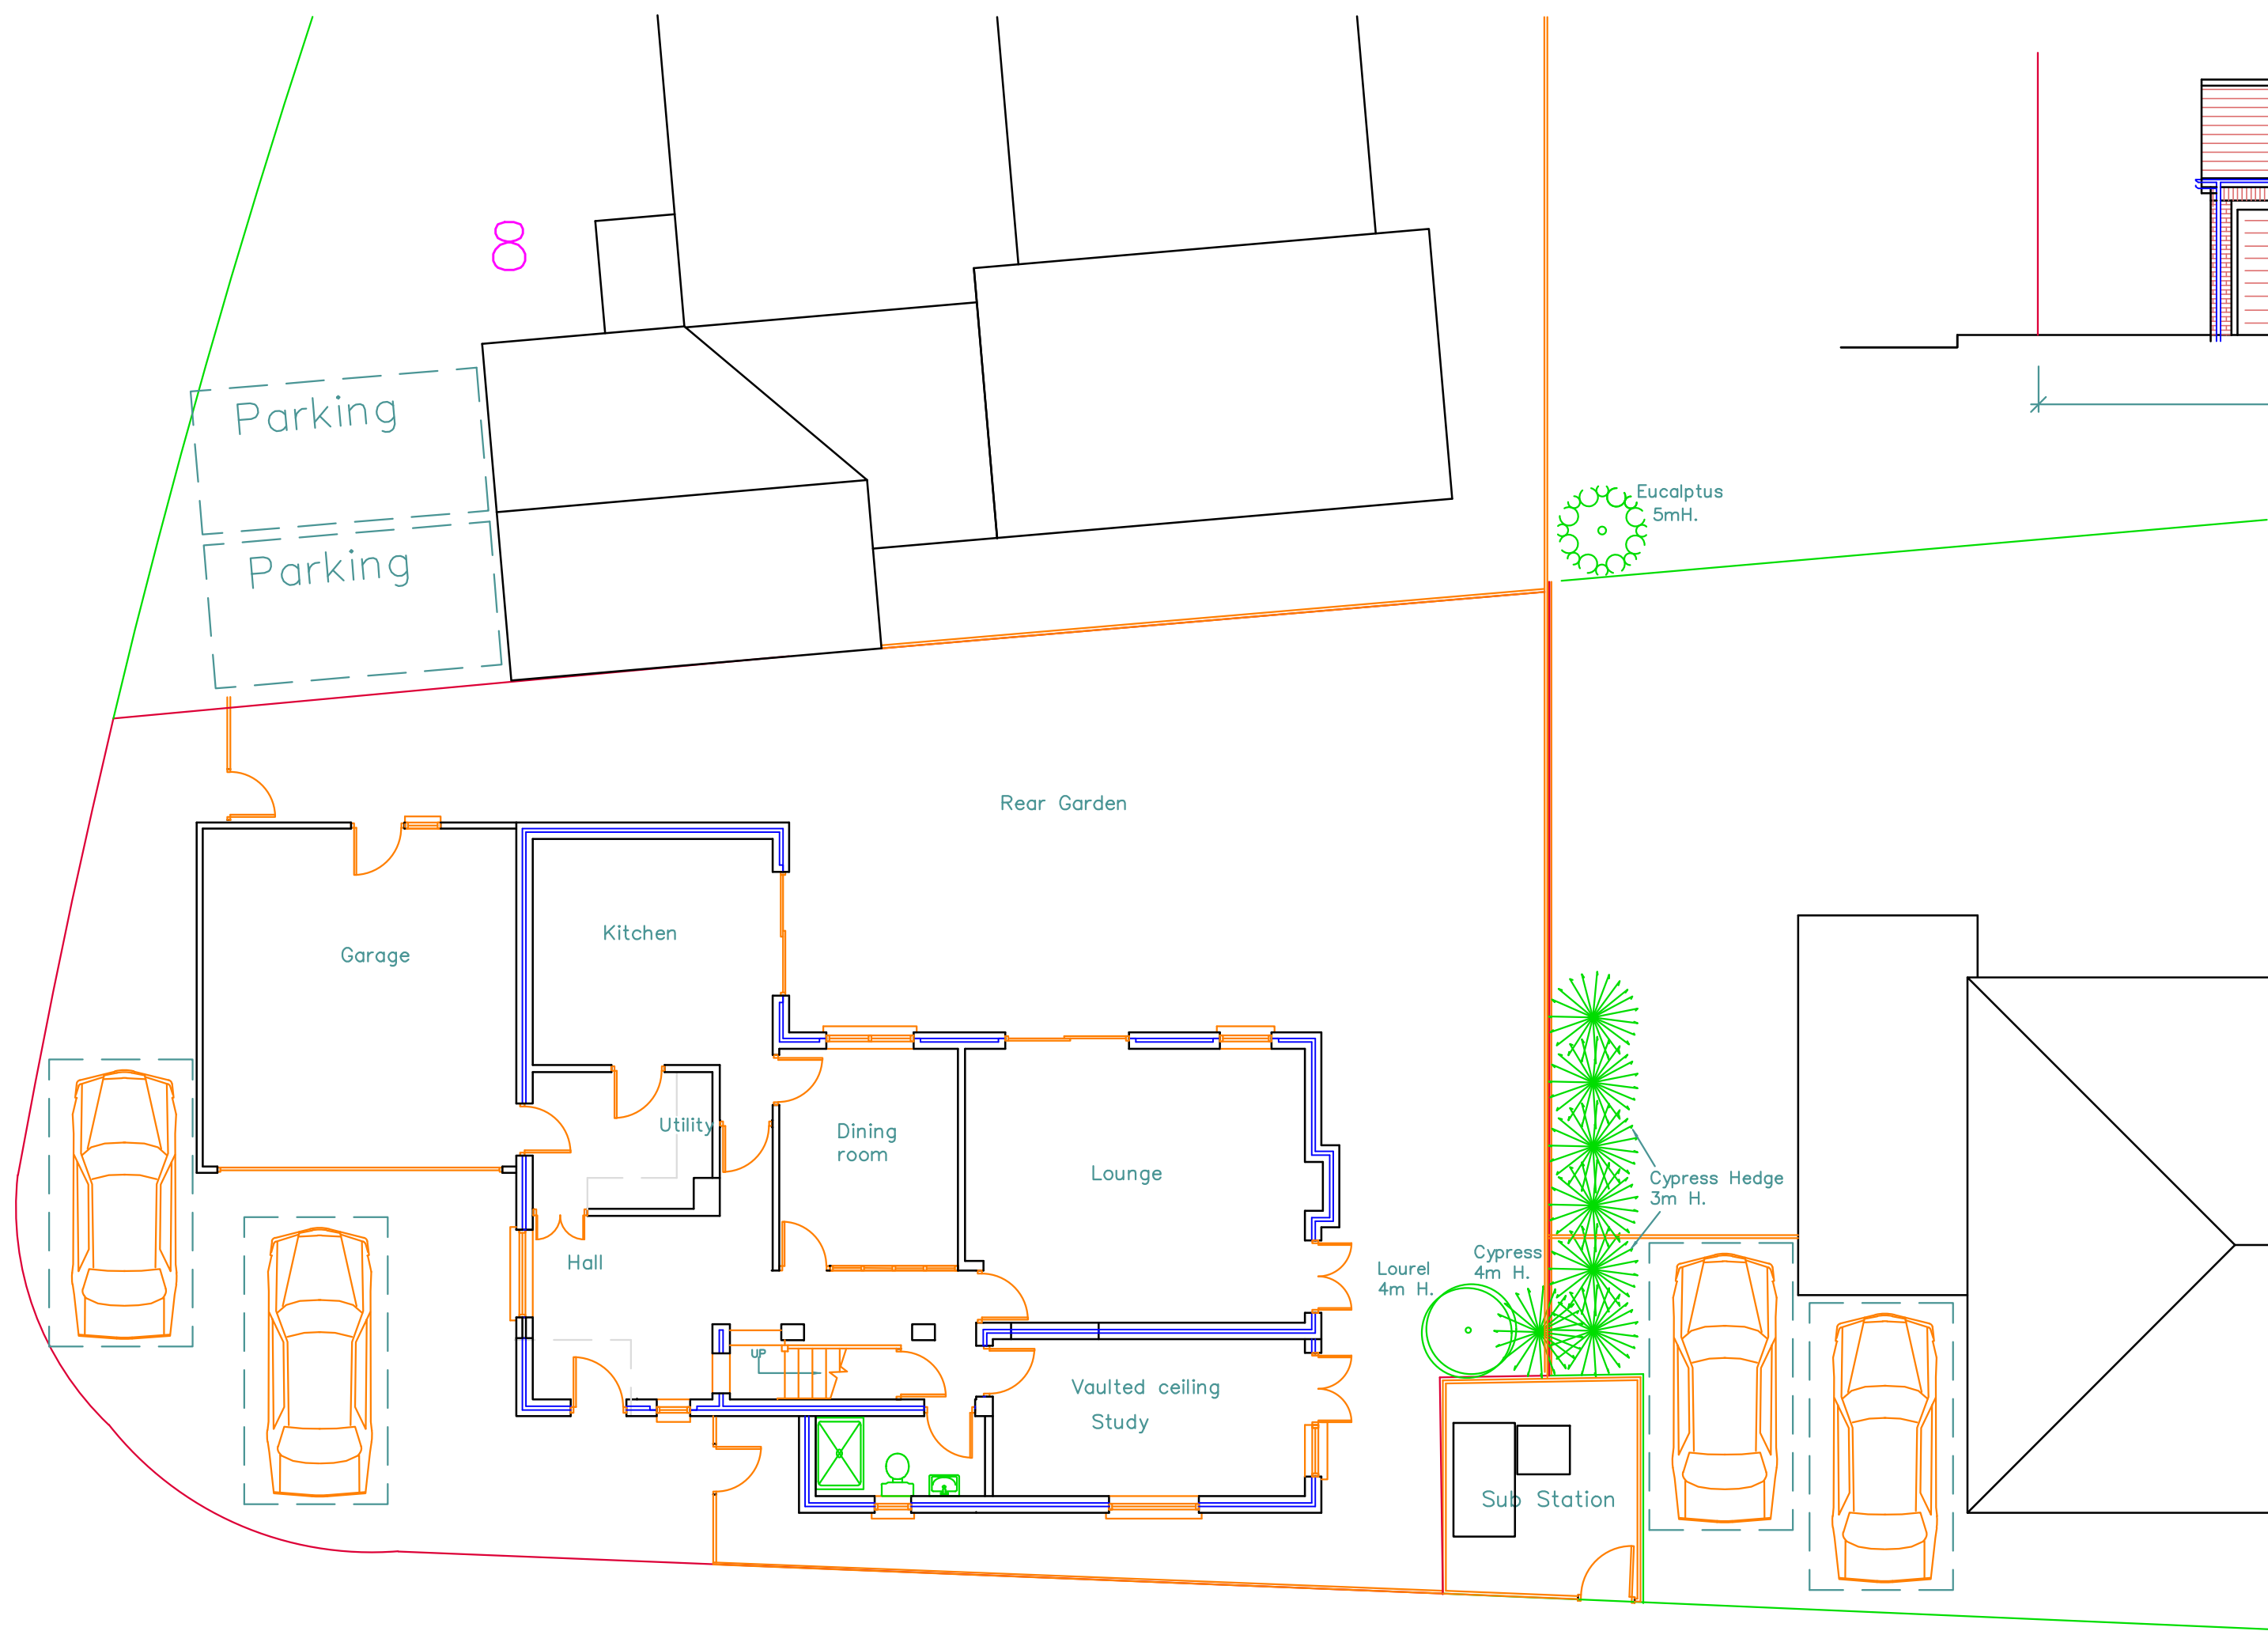 8
Parking
Parking
Eucalptus
5mH.
Rear Garden
Kitchen
Garage
Utility
Dining
room
Lounge
Cypress Hedge
3m H.
Hall
Cypress
4m H.
Lourel
4m H.
UP
Vaulted ceiling
Study
Sub Station